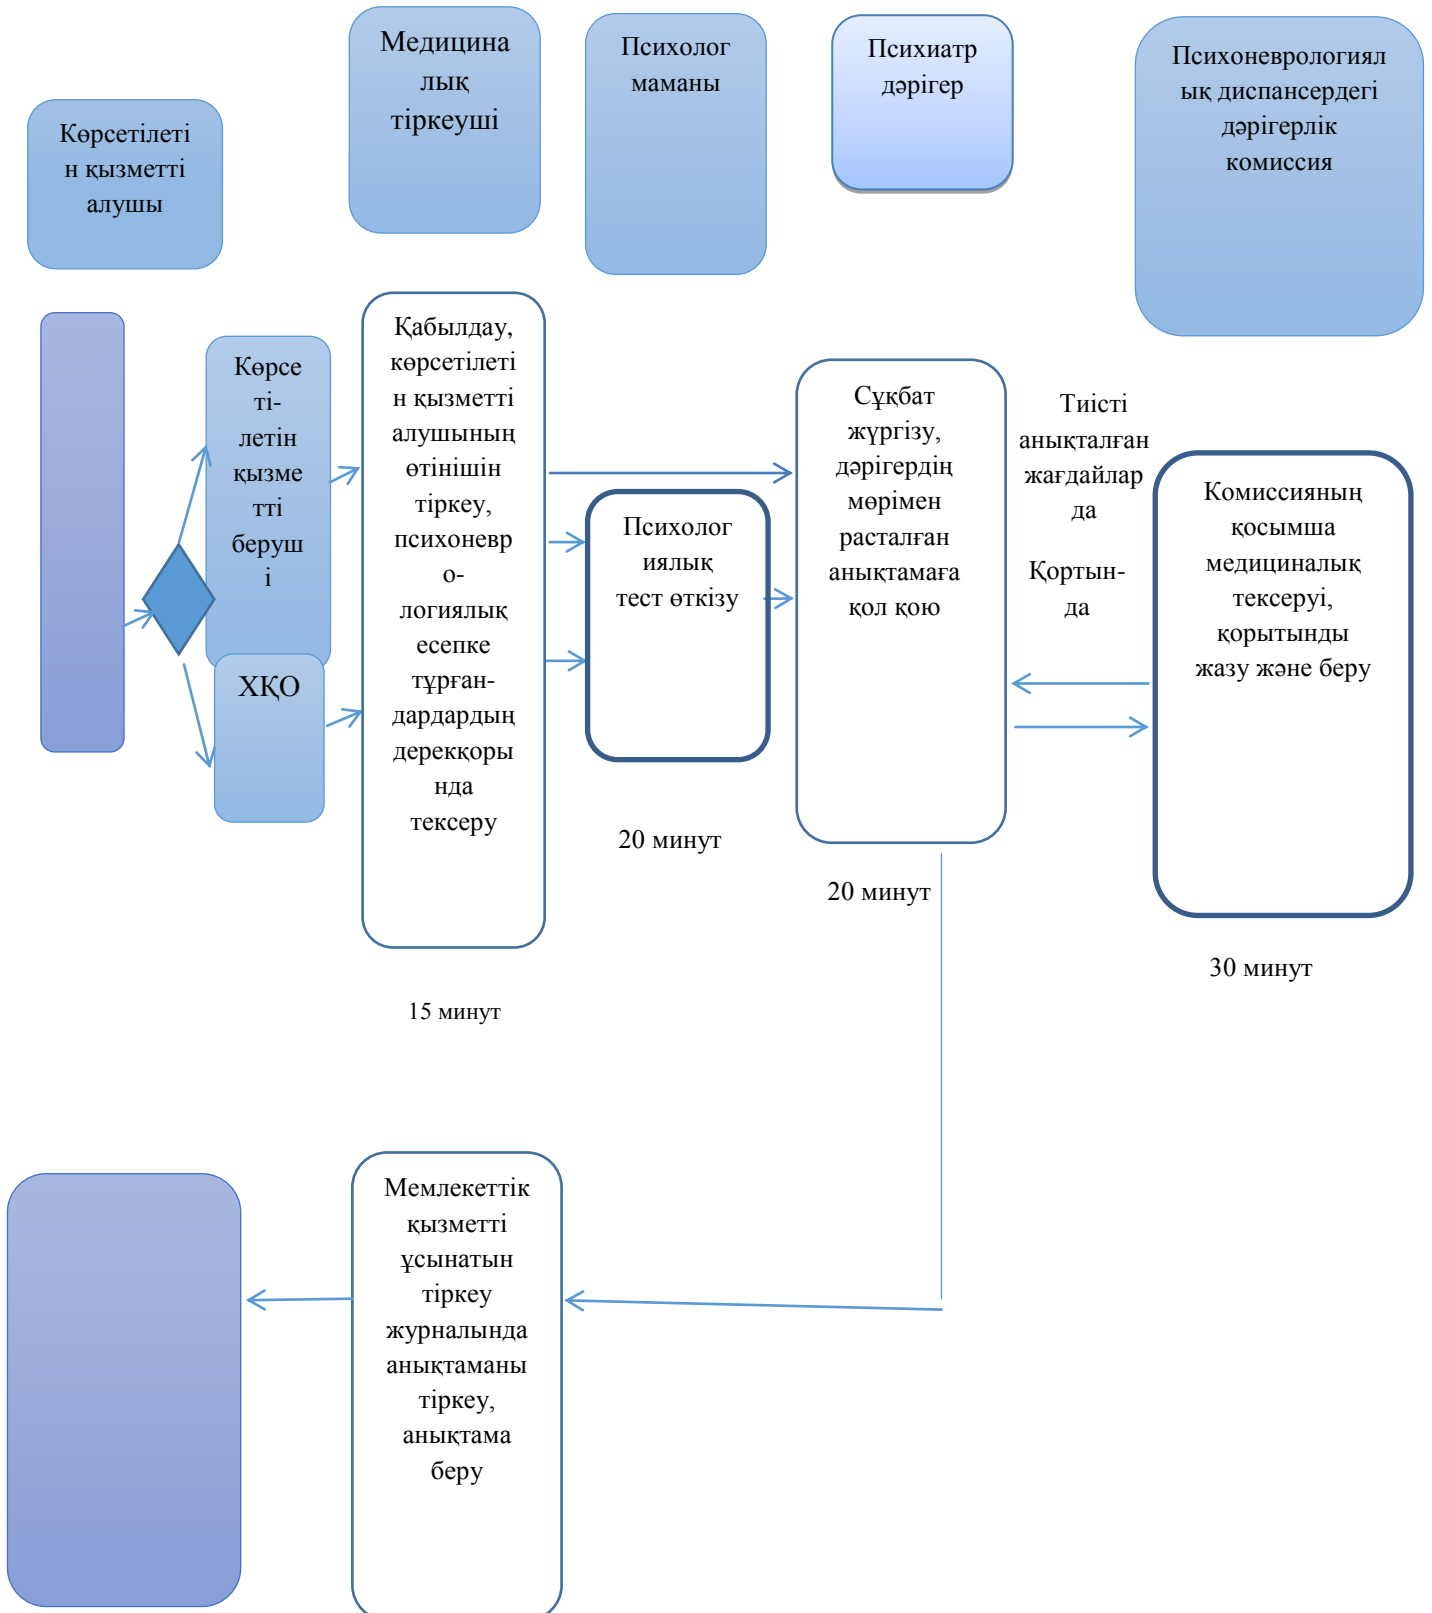 Медицина
лық
тіркеуші
Психолог
маманы
Психиатр
дәрігер
Психоневрологиял
ық диспансердегі
дәрігерлік
комиссия
Көрсетілеті
н қызметті
алушы
Көрсе
ті-
летін
қызме
тті
беруш
і
ХҚО
Қабылдау,
көрсетілеті
н қызметті
алушының
өтінішін
тіркеу,
психоневр
о-
логиялық
есепке
тұрған-
дардардың
дерекқоры
нда
тексеру
15 минут
Психолог
иялық
тест өткізу
20 минут
Сұқбат
жүргізу,
дәрігердің
мөрімен
расталған
анықтамаға
қол қою
20 минут
Тиісті
анықталған
жағдайлар
да
Қортын-
да
Комиссияның
қосымша
медициналық
тексеруі,
қорытынды
жазу және беру
30 минут
Мемлекеттік
қызметті
ұсынатын
тіркеу
журналында
анықтаманы
тіркеу,
анықтама
беру